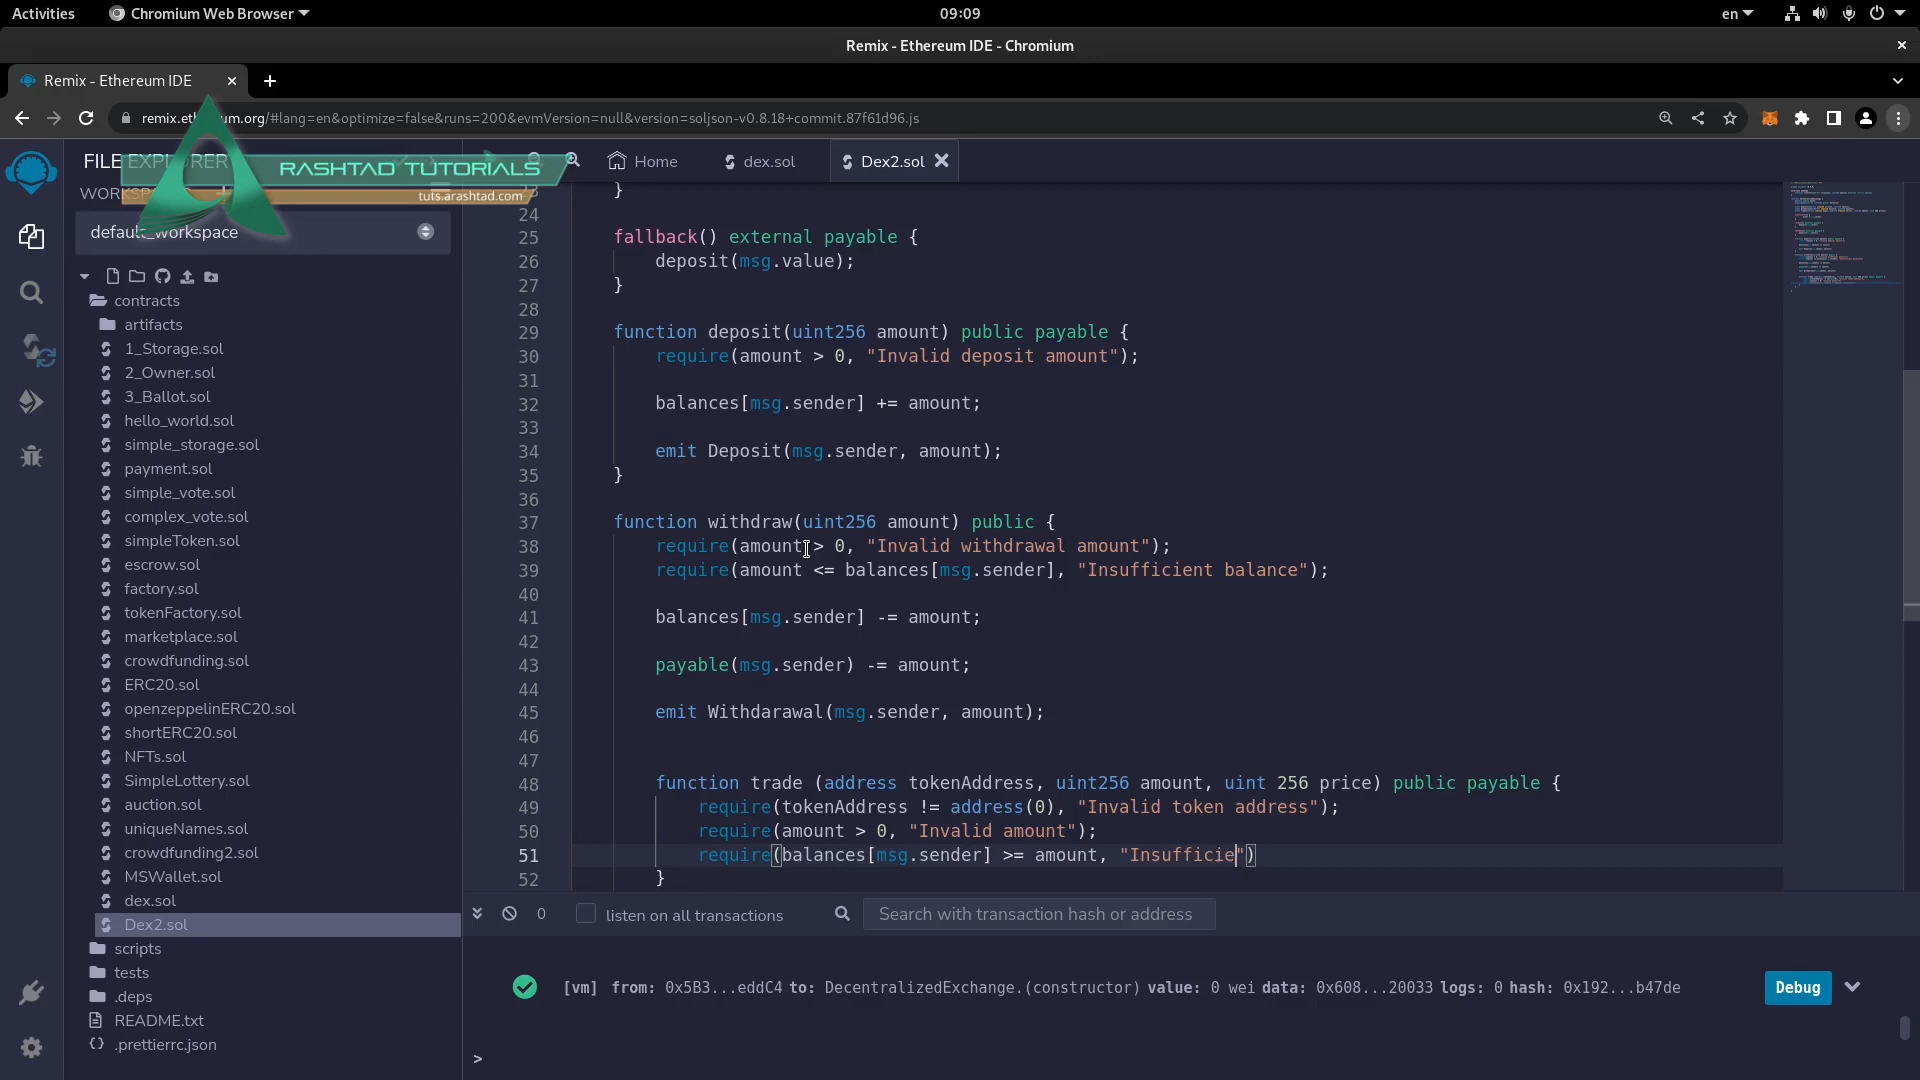 Activities
Chromium Web Browser
09:09
en
Remix - Ethereum IDE - Chromium
Remix - Ethereum IDE
remix.eth um.org/#lang=en&optimize=false&runs=200&evmVersion=null&version=soljson-v0.8.18+commit.87f61d96.js
FILE EXPLORER
RASHTAD TUTORIALS
tuts.arashtad.com
Home
dex.sol
Dex2.sol
default_workspace
contracts
artifacts
1_Storage.sol
2_Owner.sol
3_Ballot.sol
hello_world.sol
simple_storage.sol
payment.sol
simple_vote.sol
complex_vote.sol
simpleToken.sol
escrow.sol
factory.sol
tokenFactory.sol
marketplace.sol
crowdfunding.sol
ERC20.sol
openzeppelinERC20.sol
shortERC20.sol
NFTs.sol
SimpleLottery.sol
auction.sol
uniqueNames.sol
crowdfunding2.sol
MSWallet.sol
dex.sol
Dex2.sol
scripts
tests
.deps
README.txt
.prettierrc.json
23 }
24
25 fallback() external payable {
26 deposit(msg.value);
27 }
28
29 function deposit(uint256 amount) public payable {
30 require(amount > 0, "Invalid deposit amount");
31
32 balances[msg.sender] += amount;
33
34 emit Deposit(msg.sender, amount);
35 }
36
37 function withdraw(uint256 amount) public {
38 require(amount > 0, "Invalid withdrawal amount");
39 require(amount <= balances[msg.sender], "Insufficient balance");
40
41 balances[msg.sender] -= amount;
42
43 payable(msg.sender) -= amount;
44
45 emit Withdarawal(msg.sender, amount);
46
47
48 function trade (address tokenAddress, uint256 amount, uint 256 price) public payable {
49 require(tokenAddress != address(0), "Invalid token address");
50 require(amount > 0, "Invalid amount");
51 require(balances[msg.sender] >= amount, "Insufficie")
52 }
0
listen on all transactions
Search with transaction hash or address
[vm] from: 0x5B3...eddC4 to: DecentralizedExchange.(constructor) value: 0 wei data: 0x608...20033 logs: 0 hash: 0x192...b47de
Debug
>